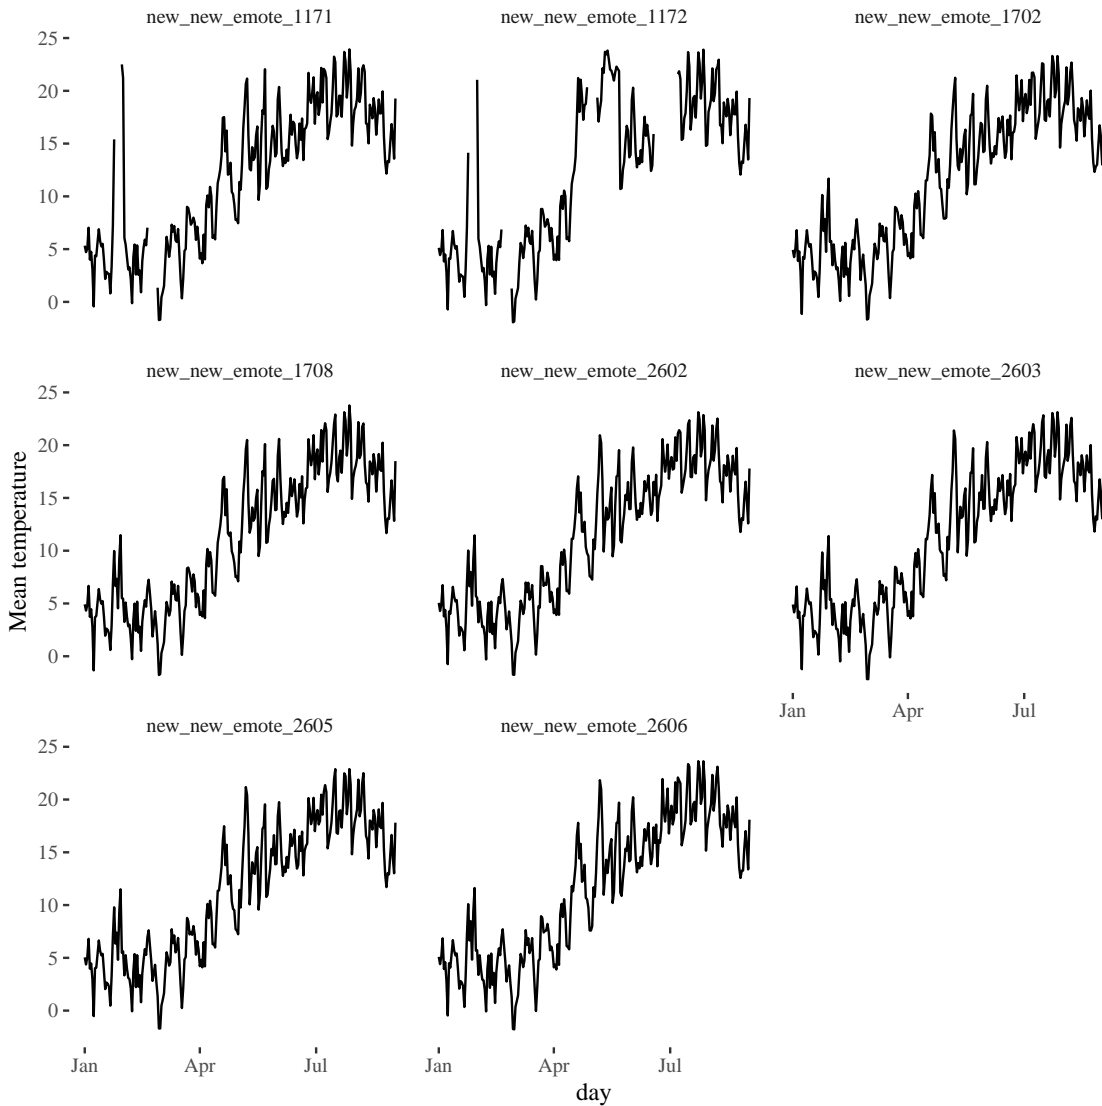 new_new_emote_1171 new_new_emote_1172 new_new_emote_1702
25
20
15
10
5
0
new_new_emote_1708 new_new_emote_2602 new_new_emote_2603
25
20
15
10
5
0
Mean temperature
Jan Apr Jul
new_new_emote_2605 new_new_emote_2606
25
20
15
10
5
0
Jan Apr Jul Jan Apr Jul
day